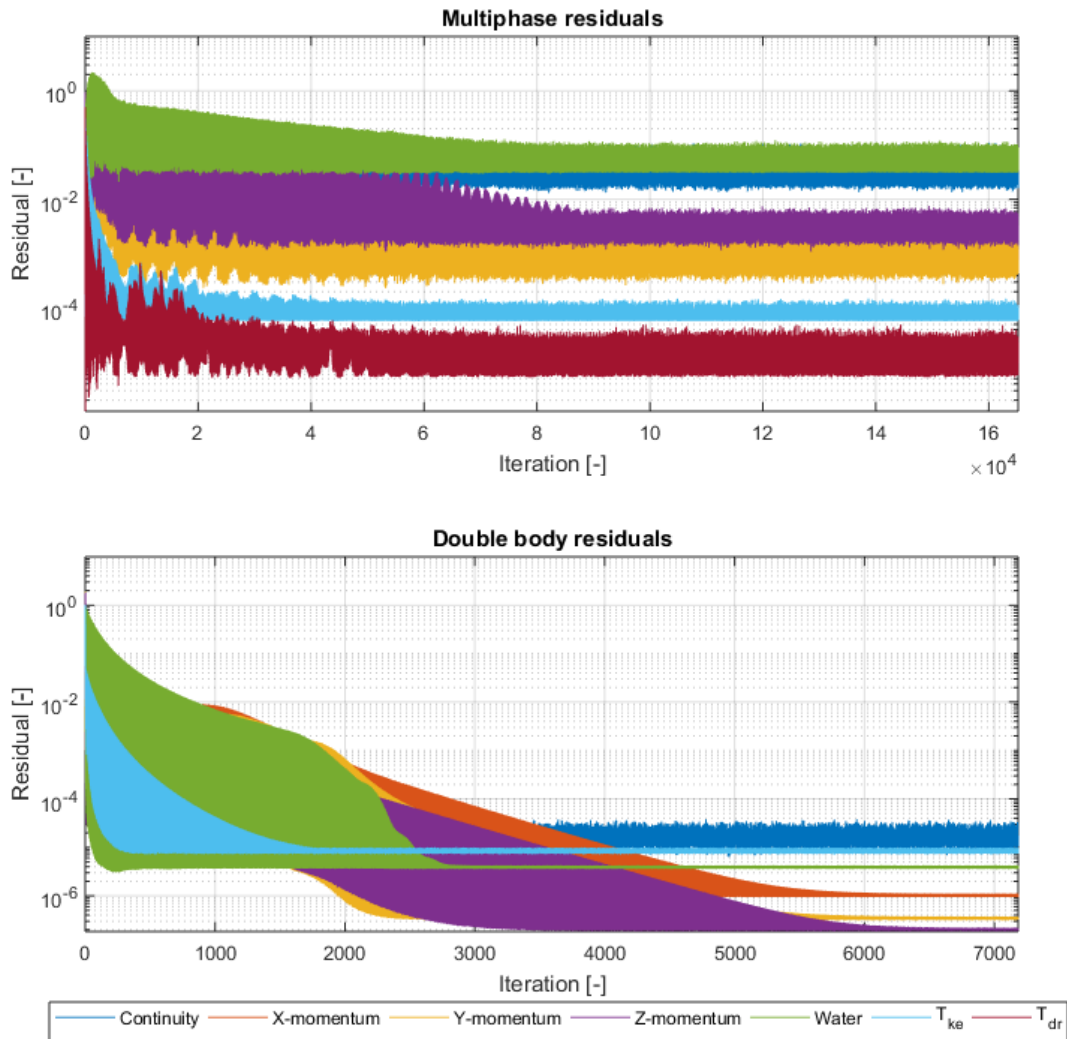 Multiphase residuals
Residual [-]
10^0
10^-2
10^-4
0 2 4 6 8 10 12 14 16
× 10^4
Iteration [-]
Double body residuals
Residual [-]
10^0
10^-2
10^-4
10^-6
0 1000 2000 3000 4000 5000 6000 7000
Iteration [-]
Continuity X-momentum Y-momentum Z-momentum Water T_ke T_dr